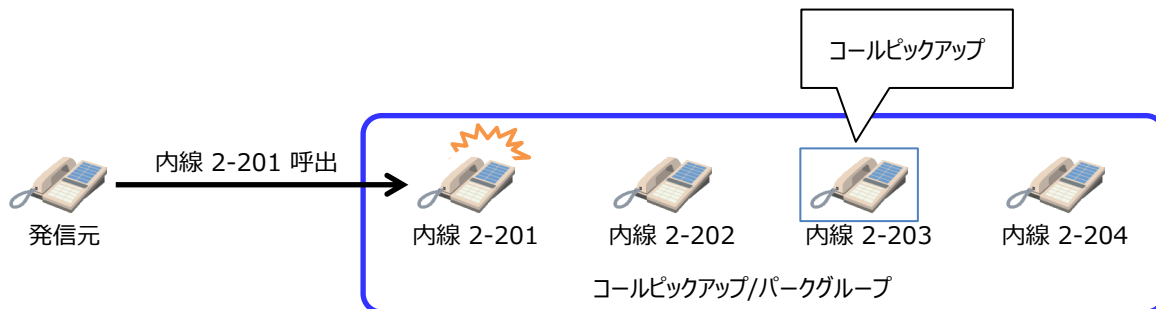 コールピックアップ
内線 2-201 呼出
発信元
内線 2-201
内線 2-202
内線 2-203
内線 2-204
コールピックアップ/パークグループ